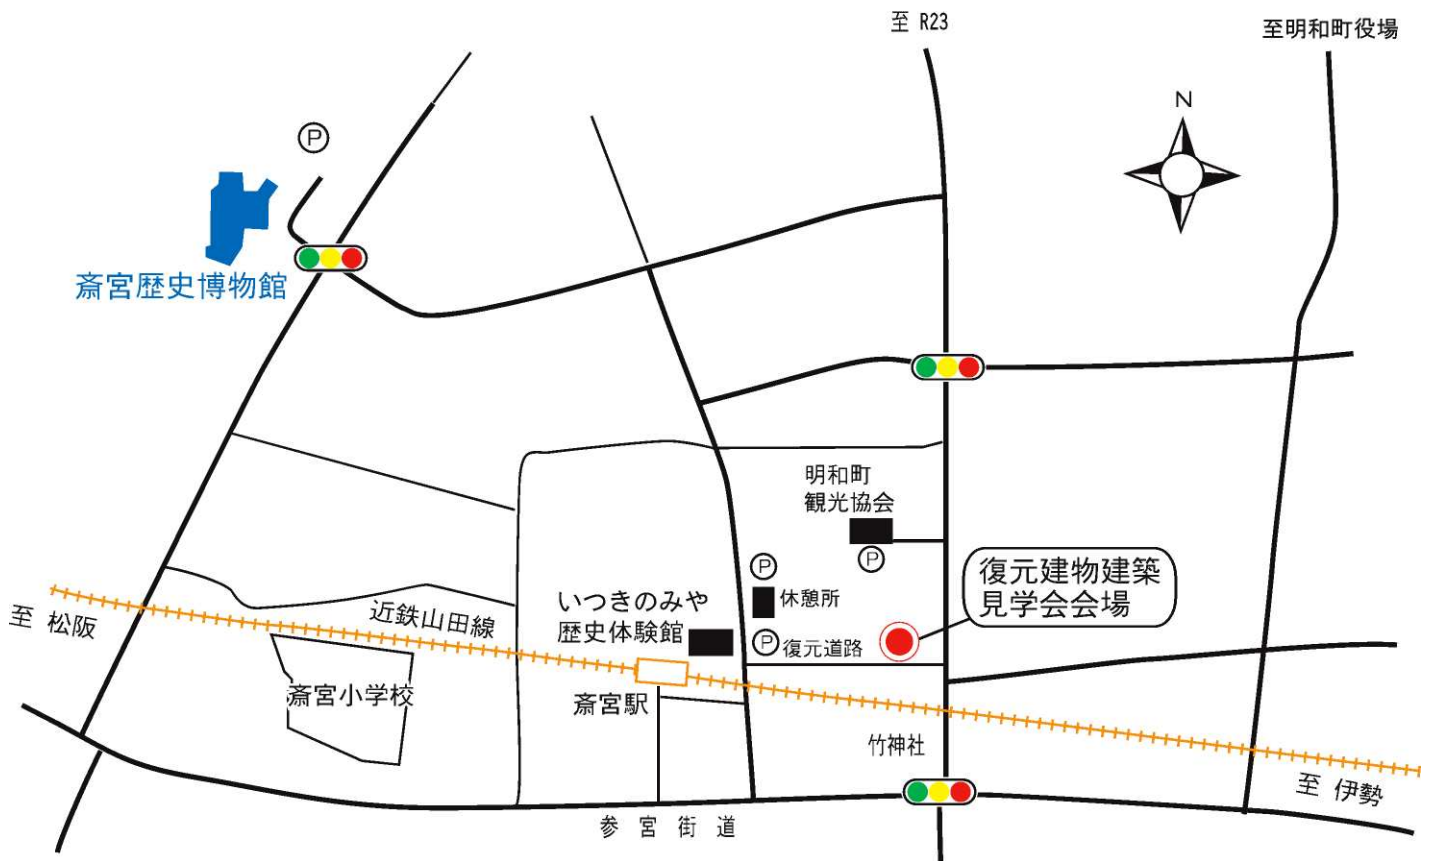 至 R23
至明和町役場
N
P
斎宮歴史博物館
明和町
観光協会
P
P
休憩所
P
復元道路
復元建物建築
見学会会場
いつきのみや
歴史体験館
近鉄山田線
至 松阪
斎宮小学校
斎宮駅
竹神社
至 伊勢
参宮街道